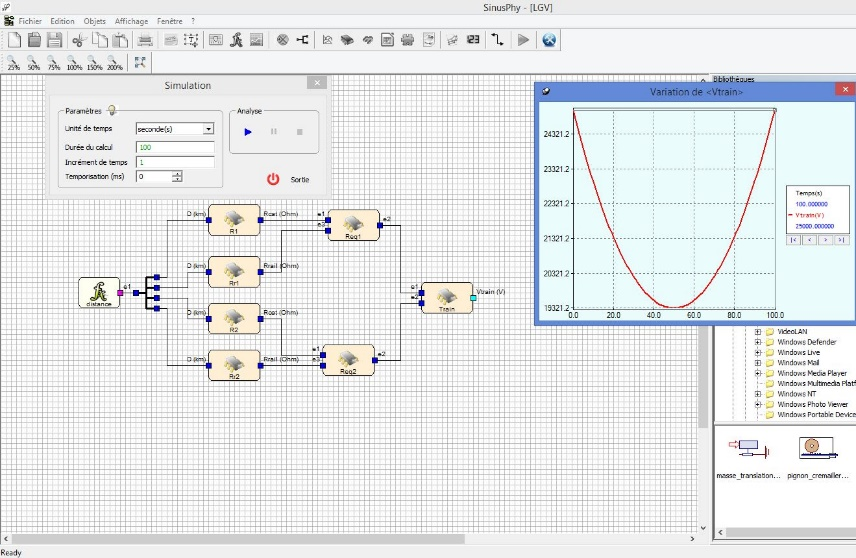 SinusPhy - [LGV]
Fichier Edition Objets Affichage Fenêtre ?
25% 50% 75% 100% 150% 200%
Simulation
Paramètres
Analyse
Unité de temps seconde(s)
Durée du calcul 100
Incrément de temps 1
Temporisation (ms) 0
Sortie
Bibliothèques
Variation de <Vtrain>
24321.2
23321.2
22321.2
21321.2
20321.2
19321.2
0.0 20.0 40.0 60.0 80.0 100.0
Temps(s)
100.000000
Vtrain(V)
25000.000000
D (km) R1 Rcat (Ohm) e1 e3 Req1 e2
D (km) Rr1 Rrail (Ohm)
distance e1
e1 e2 Train Vtrain (V)
D (km) R2 Rcat (Ohm)
D (km) Rr2 Rrail (Ohm) e1 e3 Req2 e2
VideoLAN
Windows Defender
Windows Live
Windows Mail
Windows Media Player
Windows Multimedia Platf
Windows NT
Windows Photo Viewer
Windows Portable Device
masse_translation... pignon_cremailler...
Ready